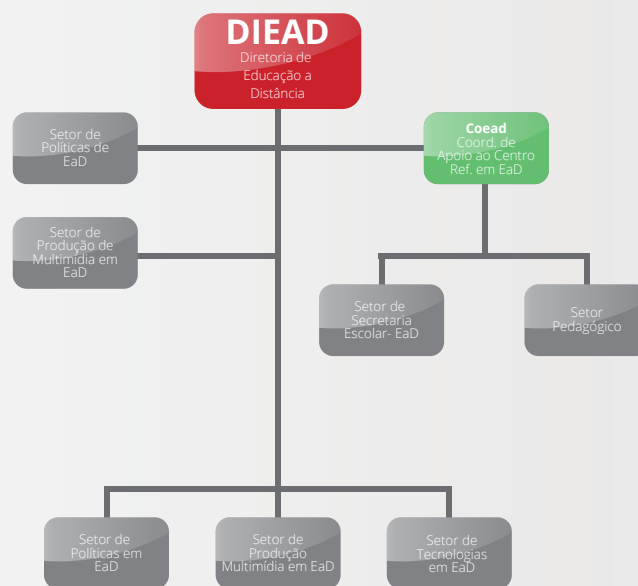 DIEAD
Diretoria de
Educação a
Distância
Setor de
Políticas de
EaD
Coead
Coord. de
Apoio ao Centro
Ref. em EaD
Setor de
Produção de
Multimídia em
EaD
Setor de
Secretaria
Escolar- EaD
Setor
Pedagógico
Setor de
Políticas em
EaD
Setor de
Produção
Multimídia em EaD
Setor de
Tecnologias
em EaD